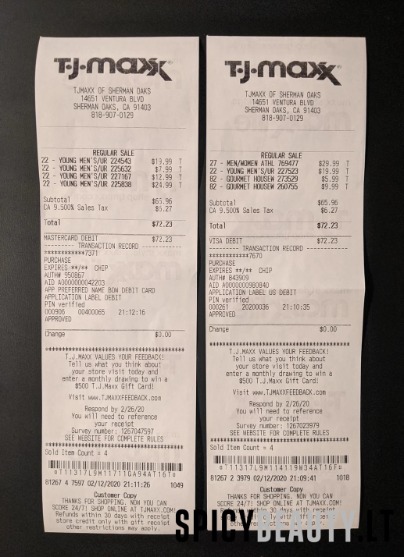 T·J·maxx
TJMAXX OF SHERMAN OAKS
14651 VENTURA BLVD
SHERMAN OAKS, CA 91403
818-907-0129
REGULAR SALE
22 - YOUNG MEN'S/UR 224543 $19.99 T
22 - YOUNG MEN'S/UR 225632 $7.99 T
22 - YOUNG MEN'S/UR 227167 $12.99 T
22 - YOUNG MEN'S/UR 225838 $24.99 T
Subtotal $65.96
CA 9.500% Sales Tax $6.27
Total $72.23
MASTERCARD DEBIT $72.23
---------- TRANSACTION RECORD ----------
************7371
PURCHASE
EXPIRES **/** CHIP
AUTH# 950867
AID A0000000042203
APP PREFERRED NAME BOM DEBIT CARD
APPLICATION LABEL DEBIT
PIN verified
000906 00400065 21:12:16
APPROVED
Change $0.00
T.J.MAXX VALUES YOUR FEEDBACK!
Tell us what you think about
your store visit today and
enter a monthly drawing to win a
$500 T.J.Maxx Gift Card!
Visit www.TJMAXXFEEDBACK.com
Respond by 2/26/20
You will need to reference
your receipt
Survey number: 1267047597
SEE WEBSITE FOR COMPLETE RULES
Sold Item Count = 4
81267 4 7597 02/12/2020 21:11:26 1049
Customer Copy
THANKS FOR SHOPPING, NOW YOU CAN
SCORE 24/7! SHOP ONLINE AT TJMAXX.COM!
Refunds within 30 days with receipt
store credit only with gift receipt
other restrictions may apply
T·J·maxx
TJMAXX OF SHERMAN OAKS
14651 VENTURA BLVD
SHERMAN OAKS, CA 91403
818-907-0129
REGULAR SALE
27 - MEN/WOMEN ATHL 769477 $29.99 T
22 - YOUNG MEN'S/UR 227523 $19.99 T
82 - GOURMET HOUSEW 273529 $5.99 T
82 - GOURMET HOUSEW 260755 $9.99 T
Subtotal $65.96
CA 9.500% Sales Tax $6.27
Total $72.23
VISA DEBIT $72.23
---------- TRANSACTION RECORD ----------
************7670
PURCHASE
EXPIRES **/** CHIP
AUTH# 843909
AID A0000000980840
APPLICATION LABEL US DEBIT
PIN verified
000261 20200036 21:10:35
APPROVED
Change $0.00
T.J.MAXX VALUES YOUR FEEDBACK!
Tell us what you think about
your store visit today and
enter a monthly drawing to win a
$500 T.J.Maxx Gift Card!
Visit www.TJMAXXFEEDBACK.com
Respond by 2/26/20
You will need to reference
your receipt
Survey number: 1267023979
SEE WEBSITE FOR COMPLETE RULES
Sold Item Count = 4
81267 2 3979 02/12/2020 21:09:41 1018
Customer Copy
THANKS FOR SHOPPING, NOW YOU CAN
SCORE 24/7! SHOP ONLINE AT TJMAXX.COM!
Refunds within 30 days with receipt
store credit only with gift receipt
SPICYBEAUTY.LT